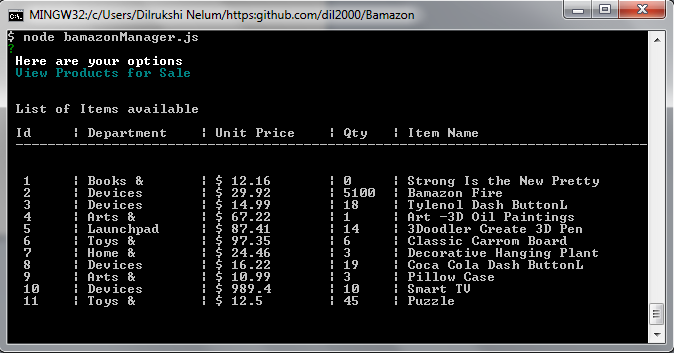 MINGW32:/c/Users/Dilrukshi Nelum/https:github.com/dil2000/Bamazon
$ node bamazonManager.js
?
Here are your options
View Products for Sale
List of Items available
Id ¦ Department ¦ Unit Price ¦ Qty ¦ Item Name
--------------------------------------------------------------------------------
1 ¦ Books & ¦ $ 12.16 ¦ 0 ¦ Strong Is the New Pretty
2 ¦ Devices ¦ $ 29.92 ¦ 5100 ¦ Bamazon Fire
3 ¦ Devices ¦ $ 14.99 ¦ 18 ¦ Tylenol Dash ButtonL
4 ¦ Arts & ¦ $ 67.22 ¦ 1 ¦ Art -3D Oil Paintings
5 ¦ Launchpad ¦ $ 87.41 ¦ 14 ¦ 3Doodler Create 3D Pen
6 ¦ Toys & ¦ $ 97.35 ¦ 6 ¦ Classic Carrom Board
7 ¦ Home & ¦ $ 24.46 ¦ 3 ¦ Decorative Hanging Plant
8 ¦ Devices ¦ $ 16.22 ¦ 19 ¦ Coca Cola Dash ButtonL
9 ¦ Arts & ¦ $ 10.99 ¦ 3 ¦ Pillow Case
10 ¦ Devices ¦ $ 989.4 ¦ 10 ¦ Smart TV
11 ¦ Toys & ¦ $ 12.5 ¦ 45 ¦ Puzzle